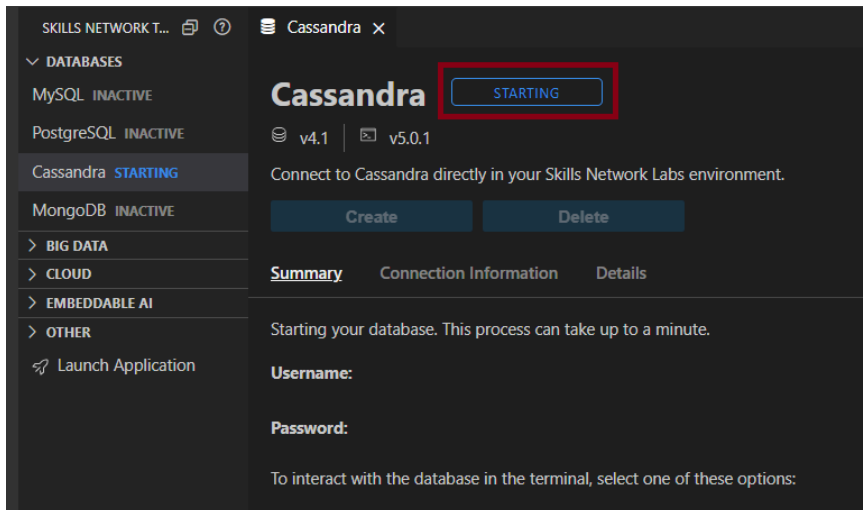 SKILLS NETWORK T...
DATABASES
MySQL INACTIVE
PostgreSQL INACTIVE
Cassandra STARTING
MongoDB INACTIVE
BIG DATA
CLOUD
EMBEDDABLE AI
OTHER
Launch Application
Cassandra
Cassandra STARTING
v4.1 v5.0.1
Connect to Cassandra directly in your Skills Network Labs environment.
Create Delete
Summary Connection Information Details
Starting your database. This process can take up to a minute.
Username:
Password:
To interact with the database in the terminal, select one of these options: